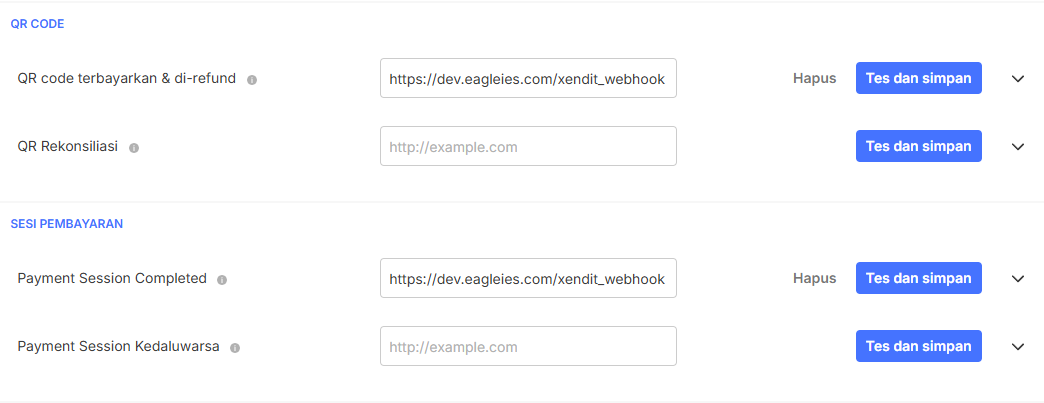 QR CODE
QR code terbayarkan & di-refund
https://dev.eagleies.com/xendit_webhook
Hapus
Tes dan simpan
QR Rekonsiliasi
http://example.com
Tes dan simpan
SESI PEMBAYARAN
Payment Session Completed
https://dev.eagleies.com/xendit_webhook
Hapus
Tes dan simpan
Payment Session Kedaluwarsa
http://example.com
Tes dan simpan